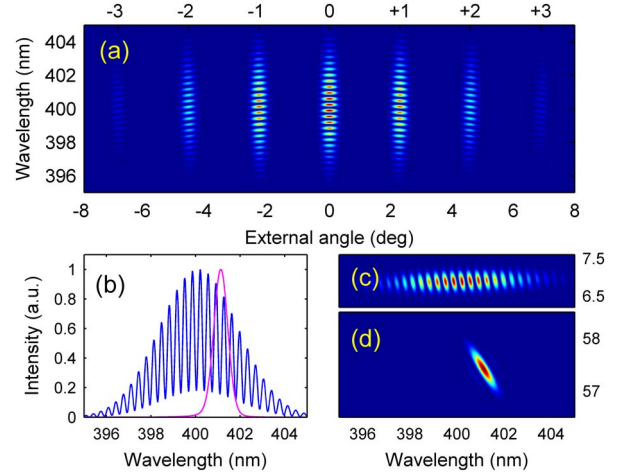 -3 -2 -1 0 +1 +2 +3
(a)
Wavelength (nm)
404
402
400
398
396
-8 -6 -4 -2 0 2 4 6 8
External angle (deg)
(b)
Intensity (a.u.)
1
0.8
0.6
0.4
0.2
0
396 398 400 402 404
Wavelength (nm)
(c)
7.5
6.5
(d)
58
57
396 398 400 402 404
Wavelength (nm)